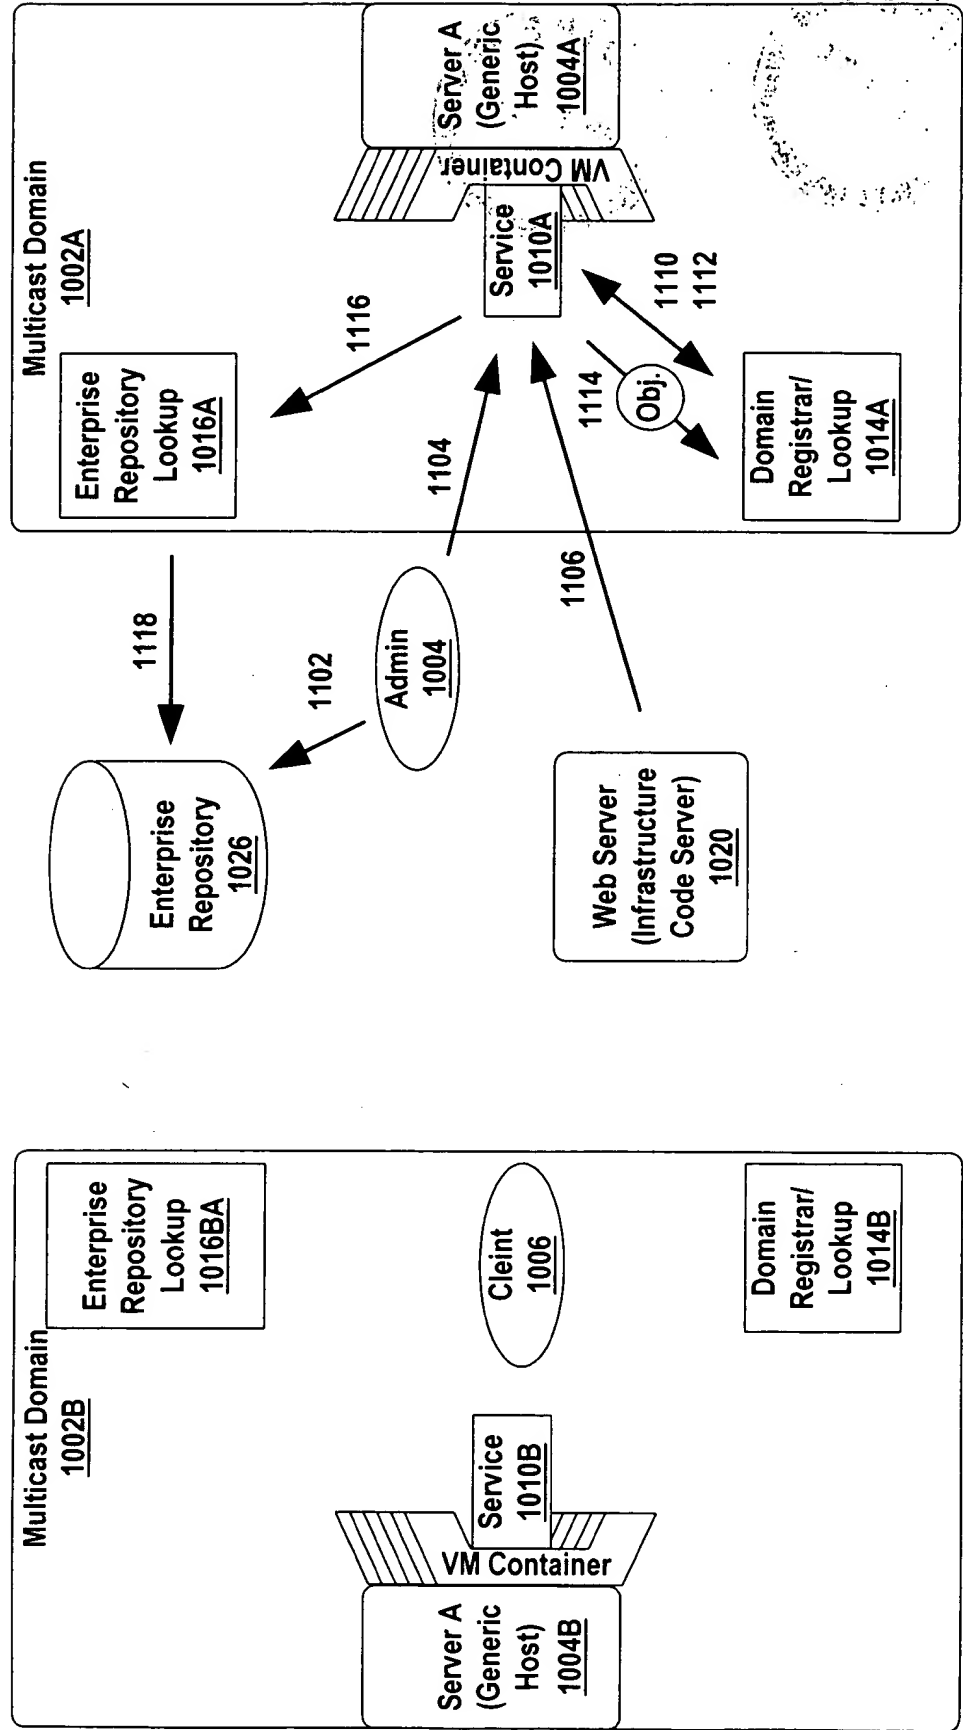 Multicast Domain
1002B
Enterprise
Repository
Lookup
1016BA
Server A
(Generic
Host)
1004B
VM Container
Service
1010B
Cleint
1006
Domain
Registrar/
Lookup
1014B
Enterprise
Repository
1026
1118
1102
Admin
1004
1104
Web Server
(Infrastructure
Code Server)
1020
1106
Multicast Domain
1002A
Enterprise
Repository
Lookup
1016A
1116
Service
1010A
VM Container
Server A
(Generic
Host)
1004A
1114
Obj.
1110
1112
Domain
Registrar/
Lookup
1014A